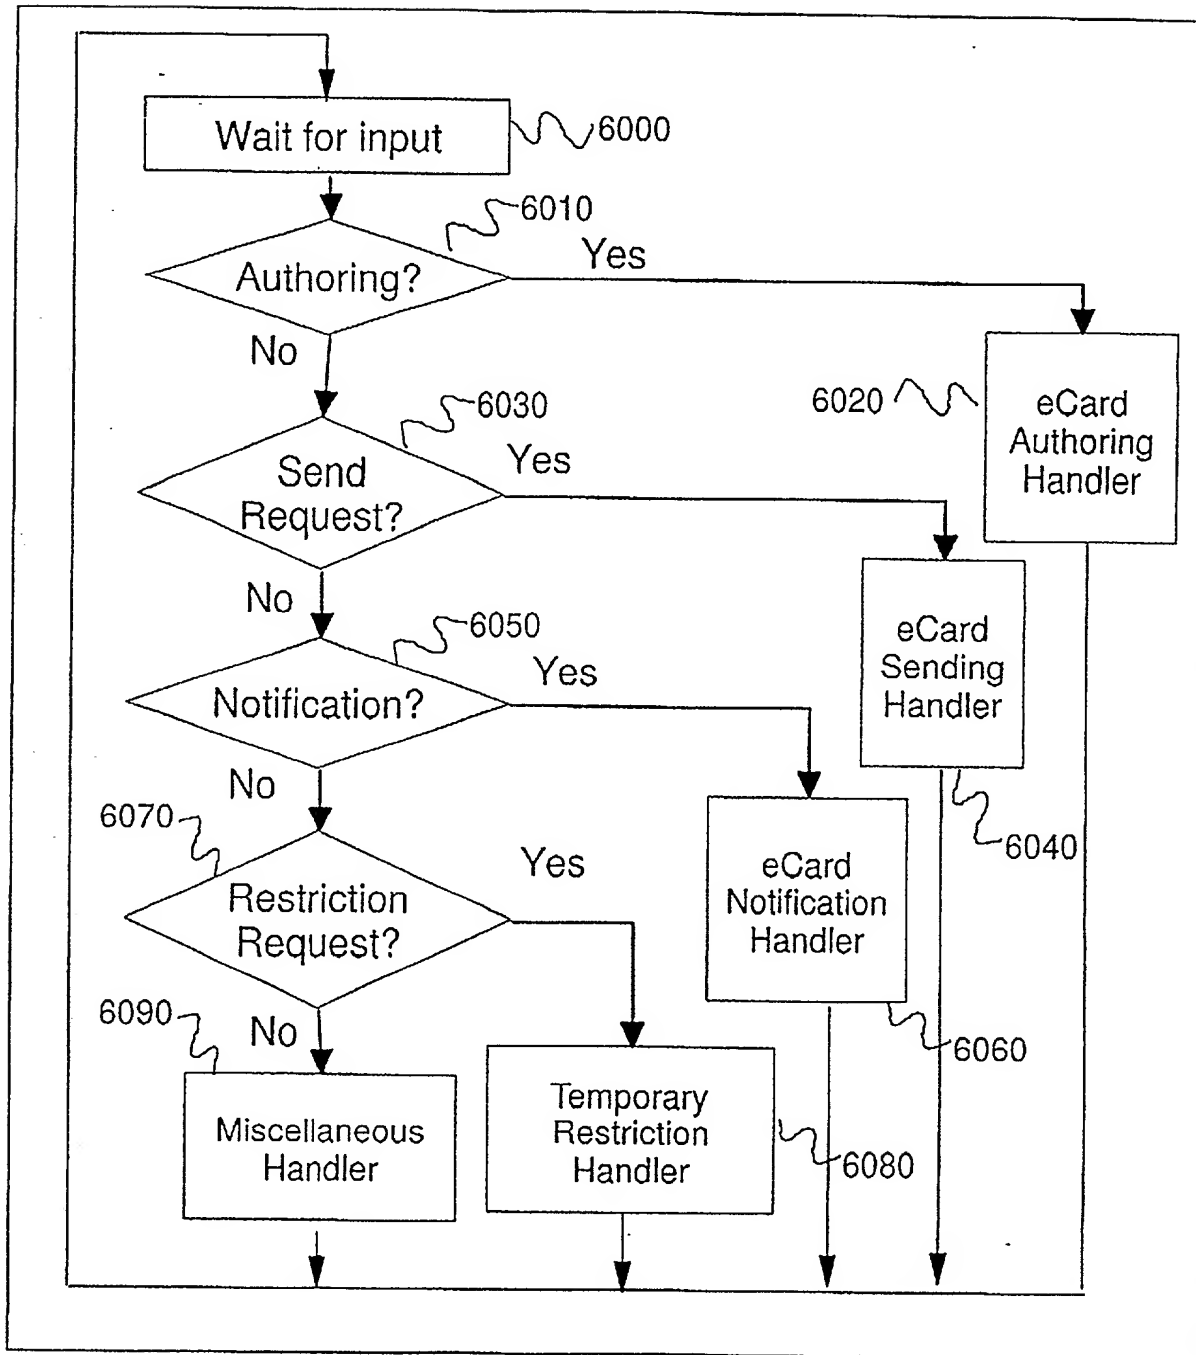 Wait for input
6000
6010
Authoring?
Yes
No
6020
eCard
Authoring
Handler
6030
Send
Request?
Yes
No
eCard
Sending
Handler
6040
6050
Notification?
Yes
No
eCard
Notification
Handler
6060
6070
Restriction
Request?
Yes
No
6090
Miscellaneous
Handler
Temporary
Restriction
Handler
6080